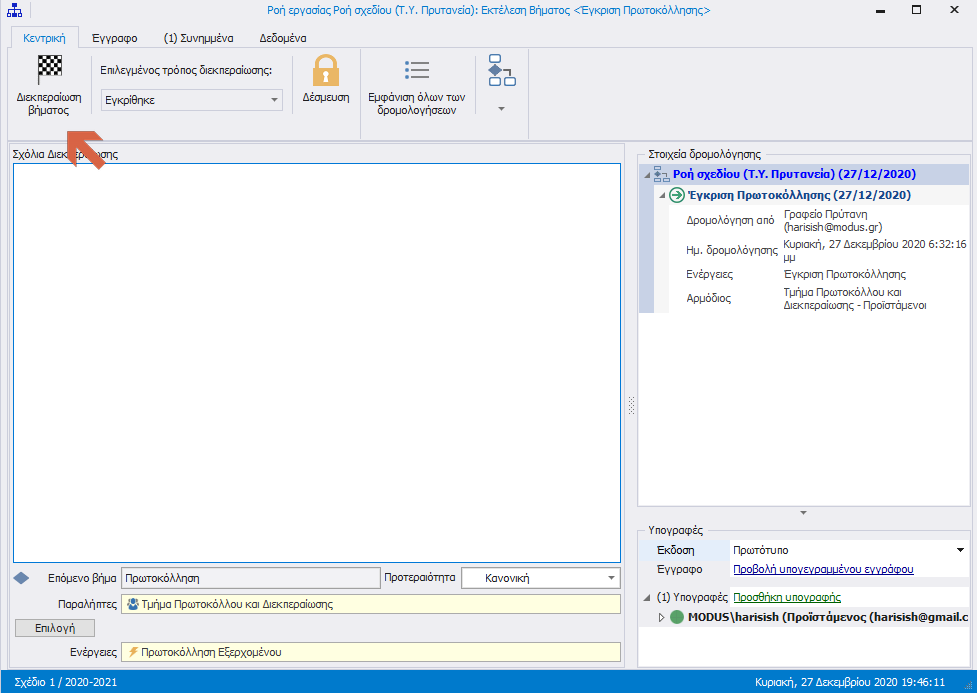 Ροή εργασίας Ροή σχεδίου (Τ.Υ. Πρυτανεία): Εκτέλεση Βήματος <Έγκριση Πρωτοκόλλησης>
Κεντρική Έγγραφο (1) Συνημμένα Δεδομένα
Διεκπεραίωση βήματος
Επιλεγμένος τρόπος διεκπεραίωσης:
Εγκρίθηκε
Δέσμευση
Εμφάνιση όλων των
δρομολογήσεων
Σχόλια Διεκπεραίωσης
Επόμενο βήμα Πρωτοκόλληση Προτεραιότητα Κανονική
Παραλήπτες Τμήμα Πρωτοκόλλου και Διεκπεραίωσης
Επιλογή
Ενέργειες Πρωτοκόλληση Εξερχομένου
Στοιχεία δρομολόγησης
Ροή σχεδίου (Τ.Υ. Πρυτανεία) (27/12/2020)
Έγκριση Πρωτοκόλλησης (27/12/2020)
Δρομολόγηση από Γραφείο Πρύτανη
(harisish@modus.gr)
Ημ. δρομολόγησης Κυριακή, 27 Δεκεμβρίου 2020 6:32:16
μμ
Ενέργειες Έγκριση Πρωτοκόλλησης
Αρμόδιος Τμήμα Πρωτοκόλλου και
Διεκπεραίωσης - Προϊστάμενοι
Υπογραφές
Έκδοση Πρωτότυπο
Έγγραφο Προβολή υπογεγραμμένου εγγράφου
(1) Υπογραφές Προσθήκη υπογραφής
MODUS\harisish (Προϊστάμενος (harisish@gmail.c
Σχέδιο 1 / 2020-2021 Κυριακή, 27 Δεκεμβρίου 2020 19:46:11